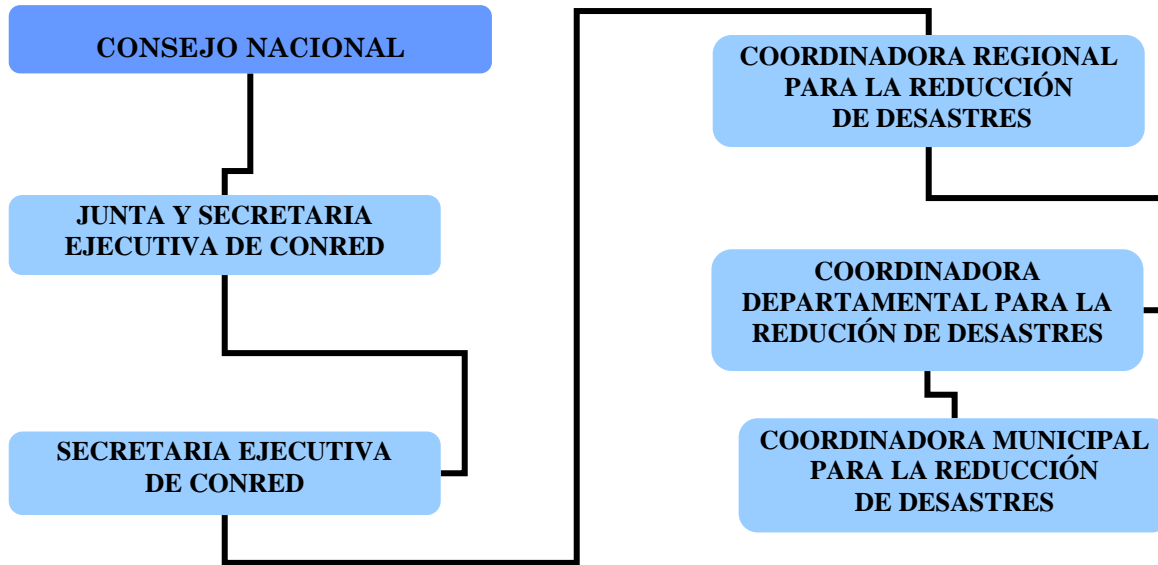 CONSEJO NACIONAL
JUNTA Y SECRETARIA
EJECUTIVA DE CONRED
SECRETARIA EJECUTIVA
DE CONRED
COORDINADORA REGIONAL
PARA LA REDUCCIÓN
DE DESASTRES
COORDINADORA
DEPARTAMENTAL PARA LA
REDUCIÓN DE DESASTRES
COORDINADORA MUNICIPAL
PARA LA REDUCCIÓN
DE DESASTRES